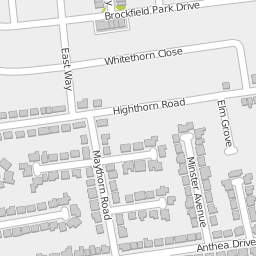 Brockfield Park Drive
East Way
Whitethorn Close
Highthorn Road
Elm Grove
Maythorn Road
Minster Avenue
Anthea Drive